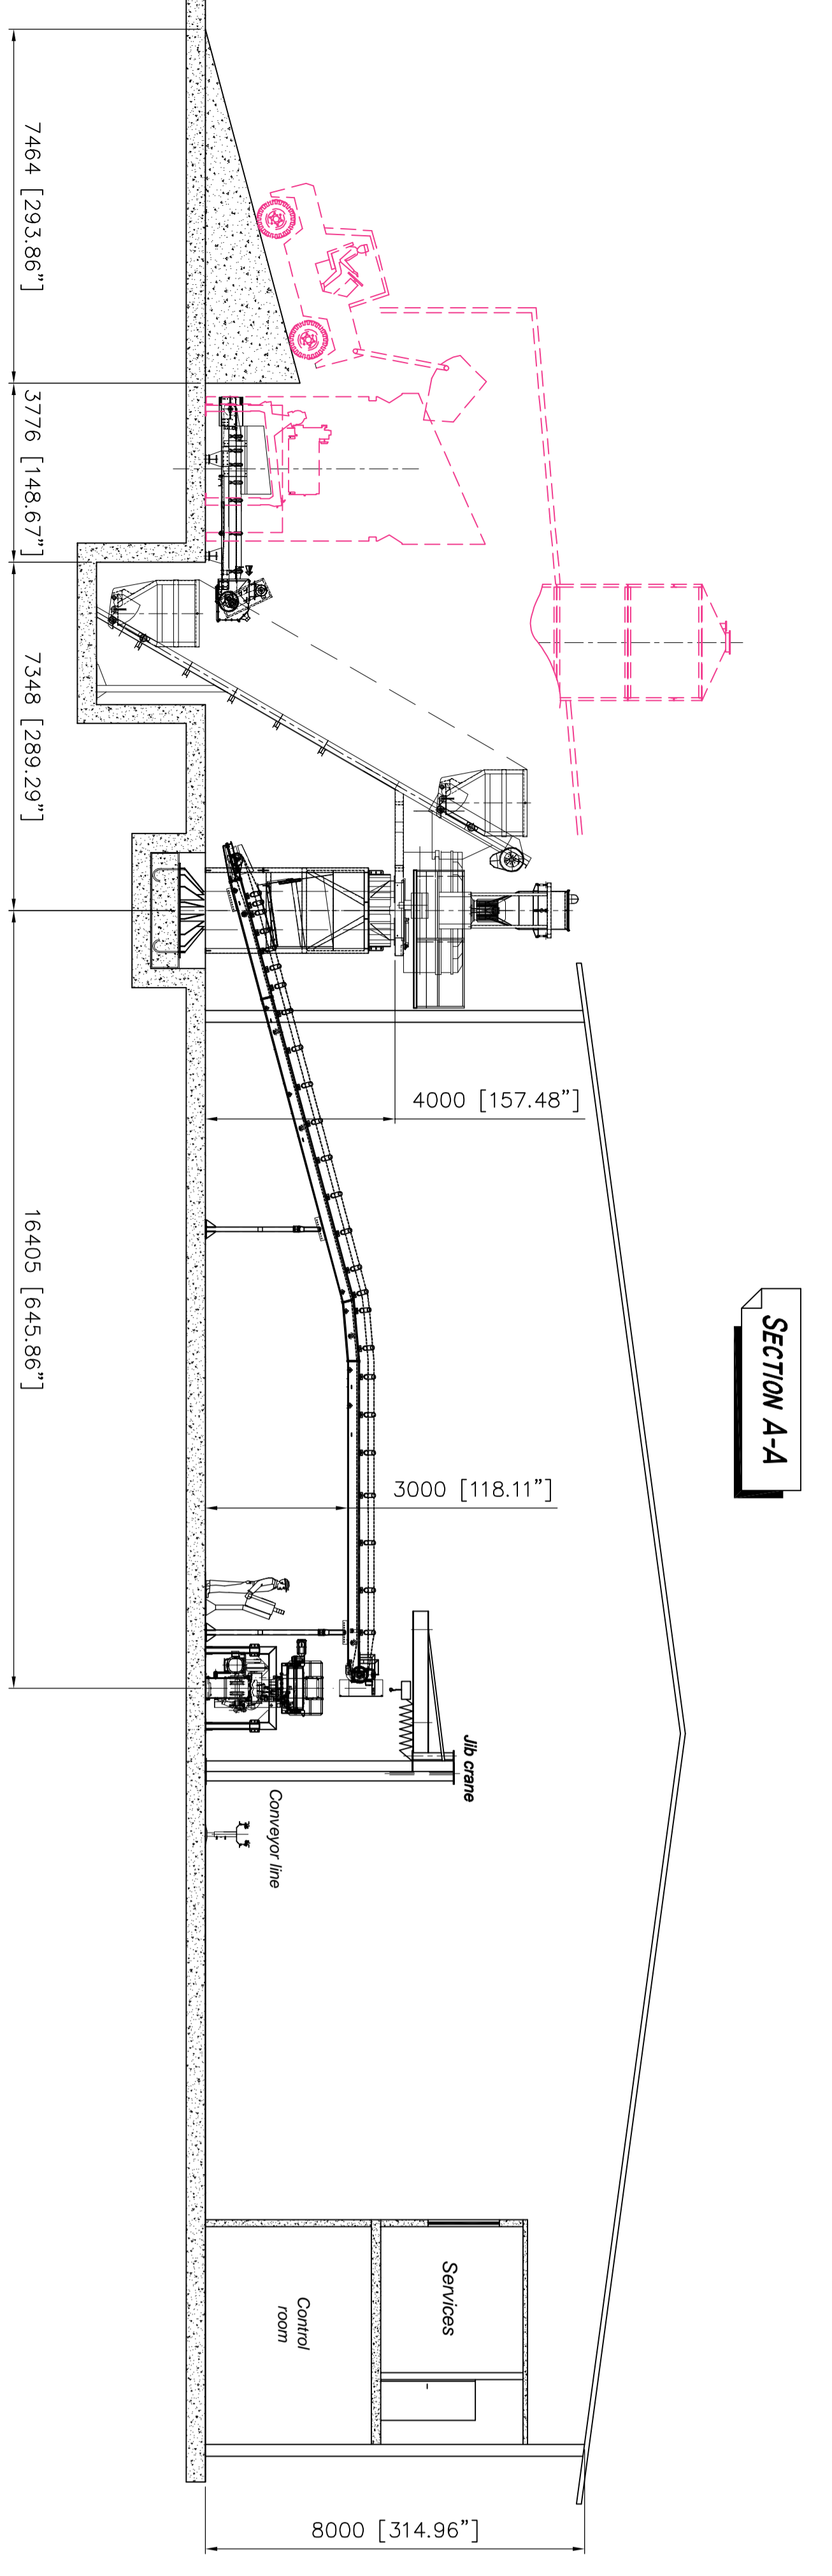 SECTION A-A
7464 [293.86"]
3776 [148.67"]
7348 [289.29"]
16405 [645.86"]
4000 [157.48"]
3000 [118.11"]
8000 [314.96"]
Jib crane
Conveyor line
Services
Control
room